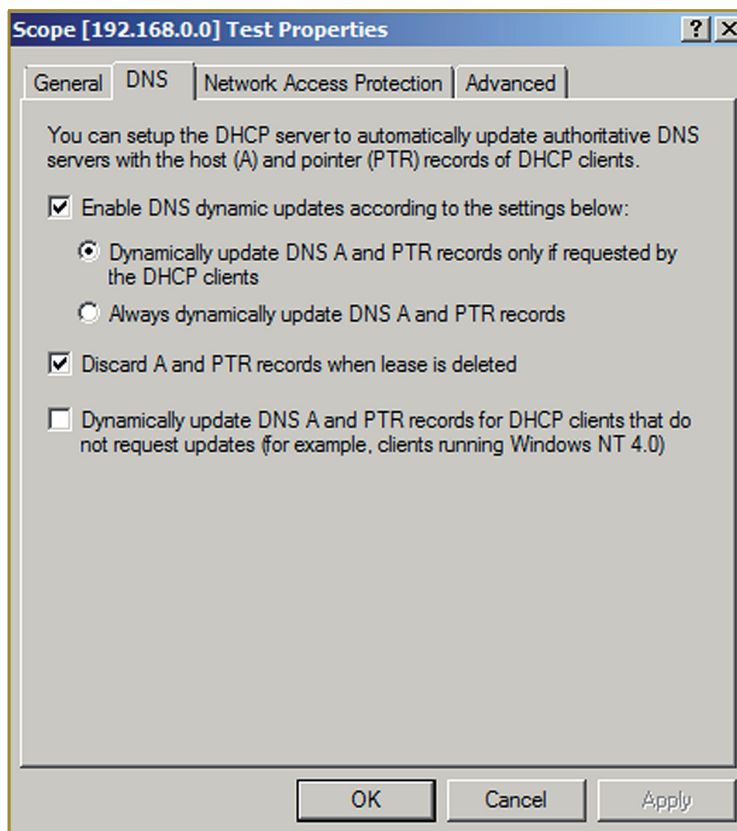 Scope [192.168.0.0] Test Properties
General DNS Network Access Protection Advanced
You can setup the DHCP server to automatically update authoritative DNS
servers with the host (A) and pointer (PTR) records of DHCP clients.
Enable DNS dynamic updates according to the settings below:
Dynamically update DNS A and PTR records only if requested by
the DHCP clients
Always dynamically update DNS A and PTR records
Discard A and PTR records when lease is deleted
Dynamically update DNS A and PTR records for DHCP clients that do
not request updates (for example, clients running Windows NT 4.0)
OK Cancel Apply